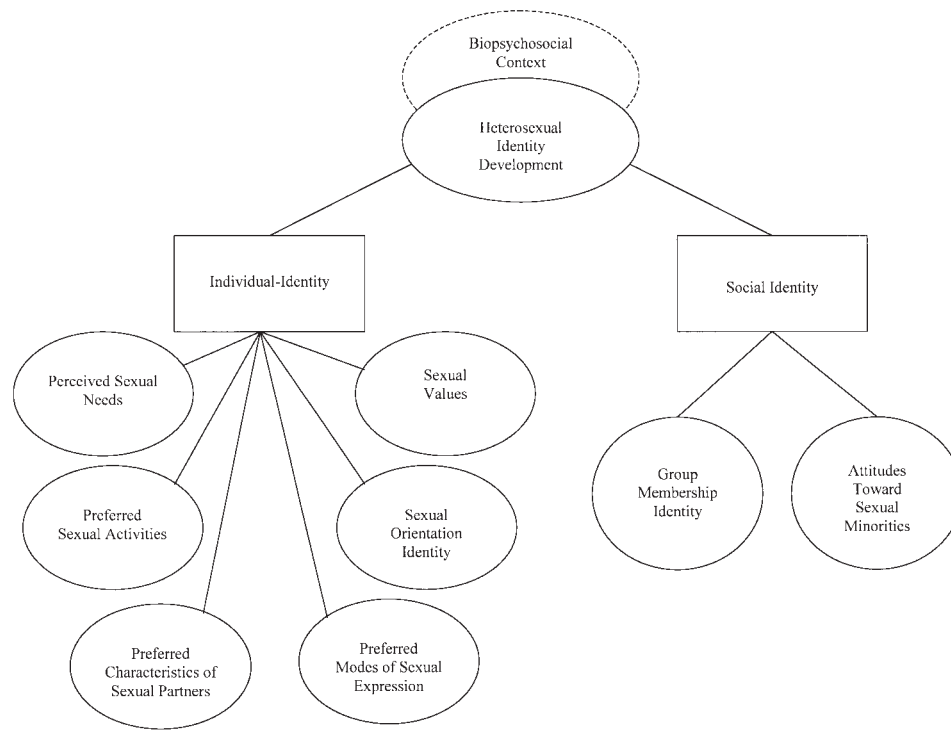 Biopsychosocial
Context
Heterosexual
Identity
Development
Individual-Identity
Social Identity
Perceived Sexual
Needs
Sexual
Values
Preferred
Sexual Activities
Sexual
Orientation
Identity
Preferred
Characteristics of
Sexual Partners
Preferred
Modes of Sexual
Expression
Group
Membership
Identity
Attitudes
Toward
Sexual
Minorities